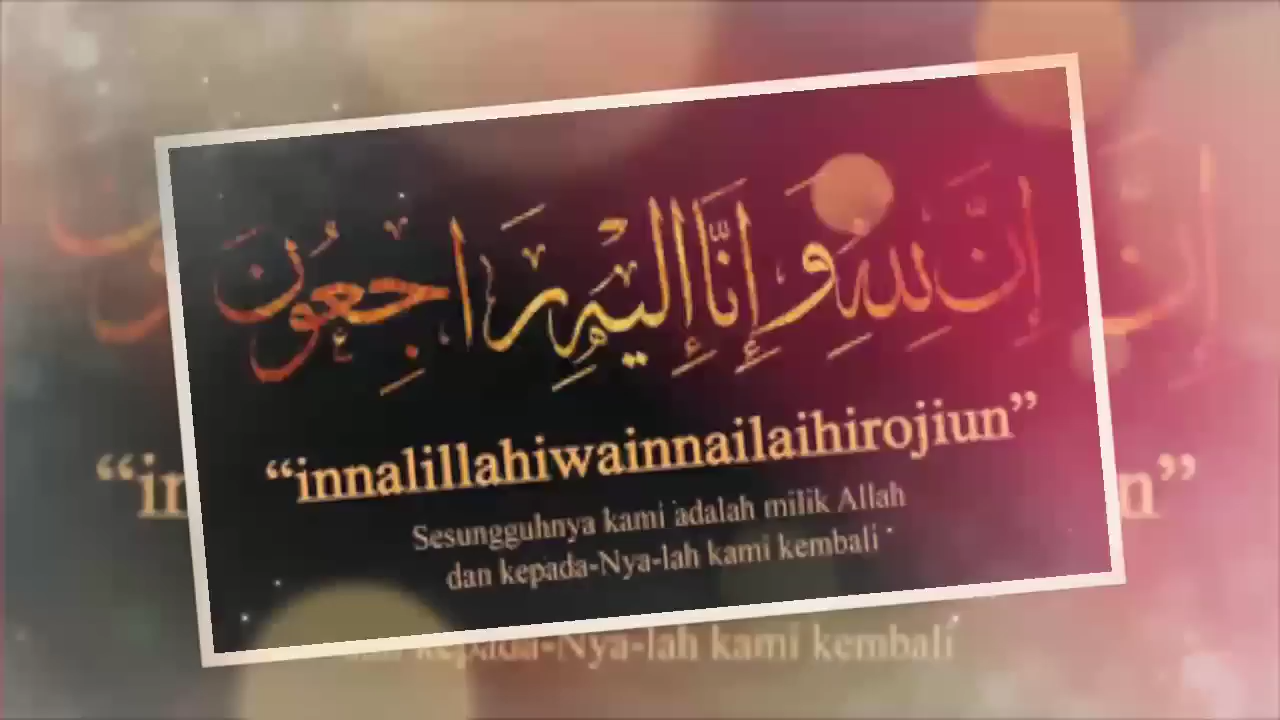 إِنَّ لِلّٰهِ وَإِنَّا إِلَيْهِ رَاجِعُونَ
“innalillahiwainnailaihirojiun”
Sesungguhnya kami adalah milik Allah
dan kepada-Nya-lah kami kembali